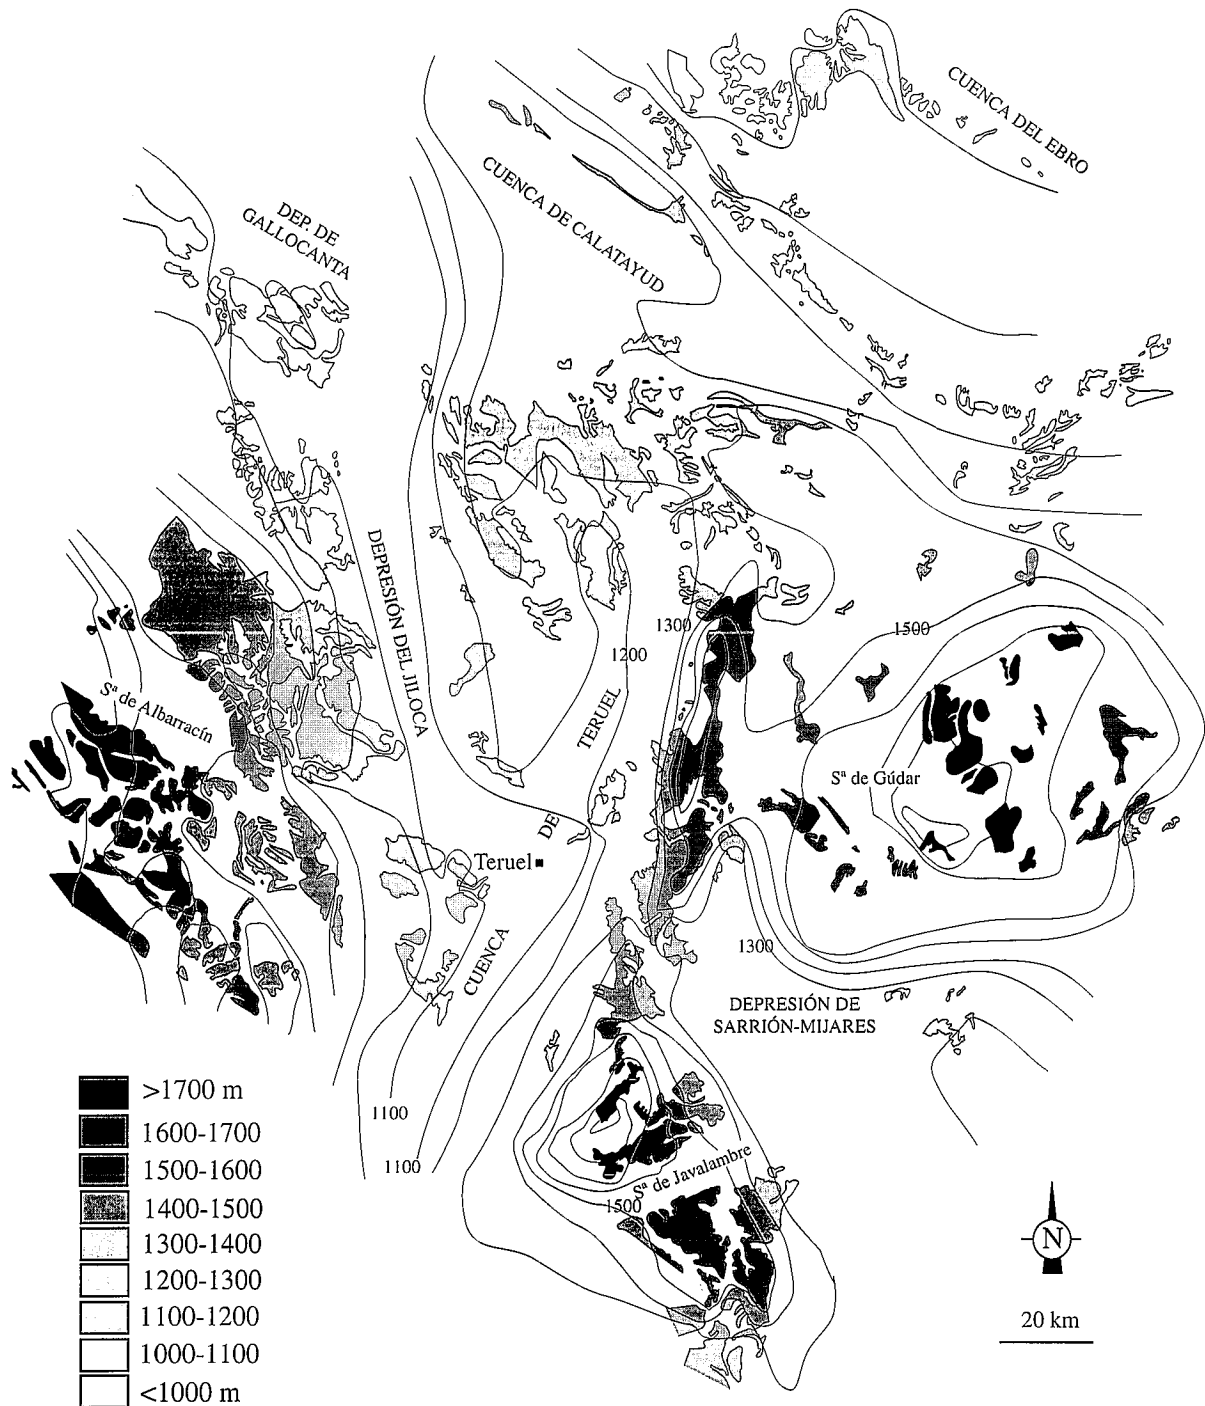 CUENCA DEL EBRO
CUENCA DE CALATAYUD
DEP. DE
GALLOCANTA
DEPRESIÓN DEL JILOCA
1300
1500
1200
TERUEL
Sª de Albarracín
Sª de Gúdar
DE
Teruel
CUENCA
1300
DEPRESIÓN DE
SARRIÓN-MIJARES
1100
1100
Sª de Javalambre
1500
>1700 m
1600-1700
1500-1600
1400-1500
1300-1400
1200-1300
1100-1200
1000-1100
<1000 m
N
20 km